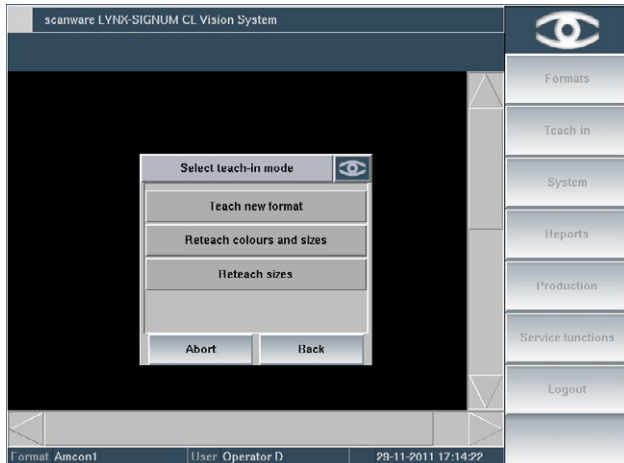 scanware LYNX-SIGNUM CL Vision System
Formats
Teach-in
System
Reports
Production
Service functions
Logout
Select teach-in mode
Teach new format
Reteach colours and sizes
Reteach sizes
Abort Back
Format Amcon1 User Operator D 29-11-2011 17:14:22